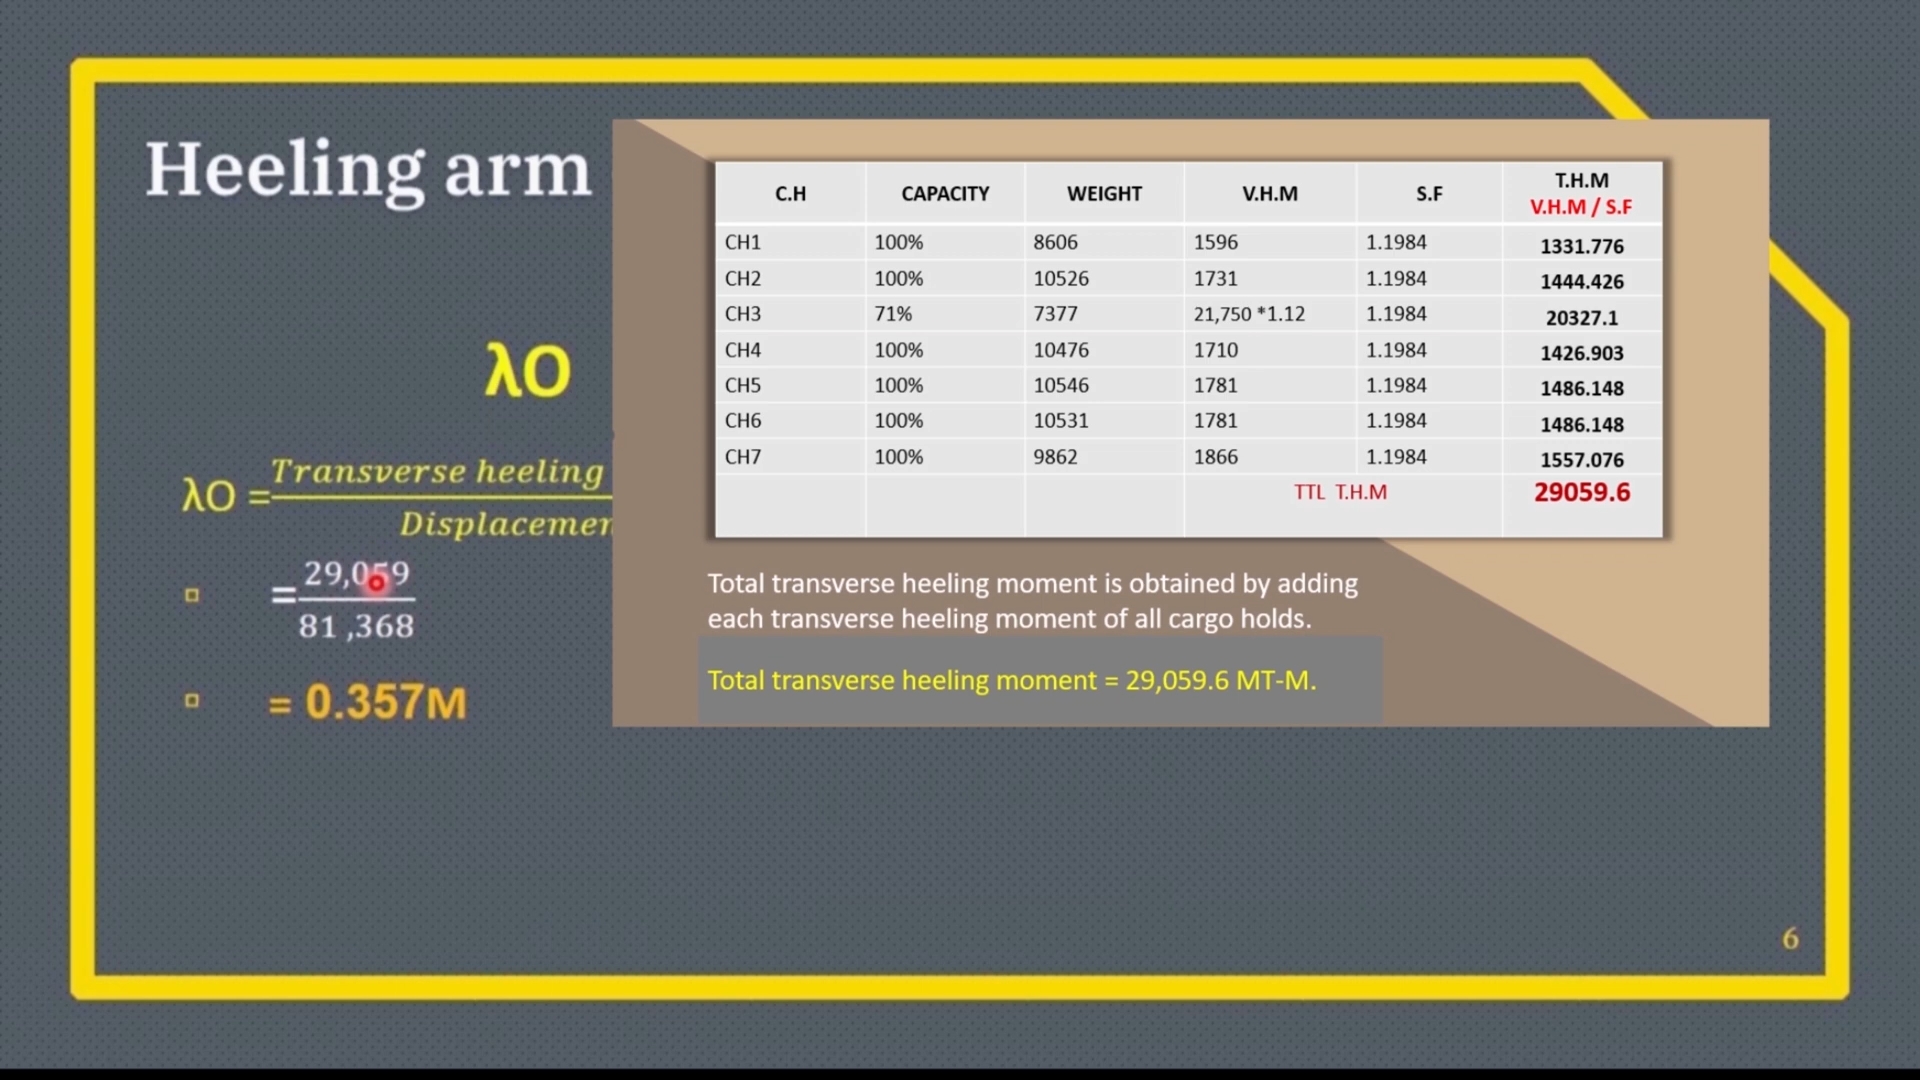 Heeling arm
λO
λO = Transverse heeling
Displacemen
= 29,059
81 ,368
= 0.357M
C.H CAPACITY WEIGHT V.H.M S.F T.H.M
V.H.M / S.F
CH1 100% 8606 1596 1.1984 1331.776
CH2 100% 10526 1731 1.1984 1444.426
CH3 71% 7377 21,750 *1.12 1.1984 20327.1
CH4 100% 10476 1710 1.1984 1426.903
CH5 100% 10546 1781 1.1984 1486.148
CH6 100% 10531 1781 1.1984 1486.148
CH7 100% 9862 1866 1.1984 1557.076
TTL T.H.M 29059.6
Total transverse heeling moment is obtained by adding
each transverse heeling moment of all cargo holds.
Total transverse heeling moment = 29,059.6 MT-M.
6